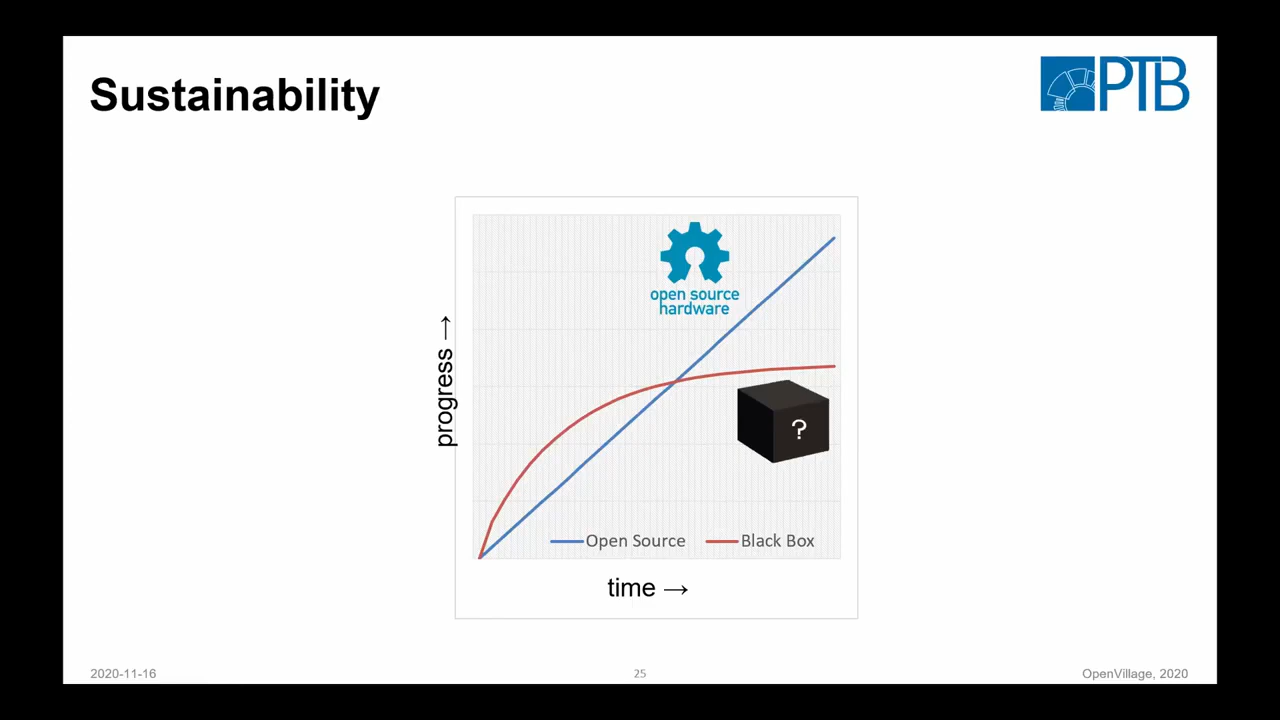 Sustainability
PTB
open source
hardware
progress →
?
Open Source
Black Box
time →
2020-11-16
25
OpenVillage, 2020